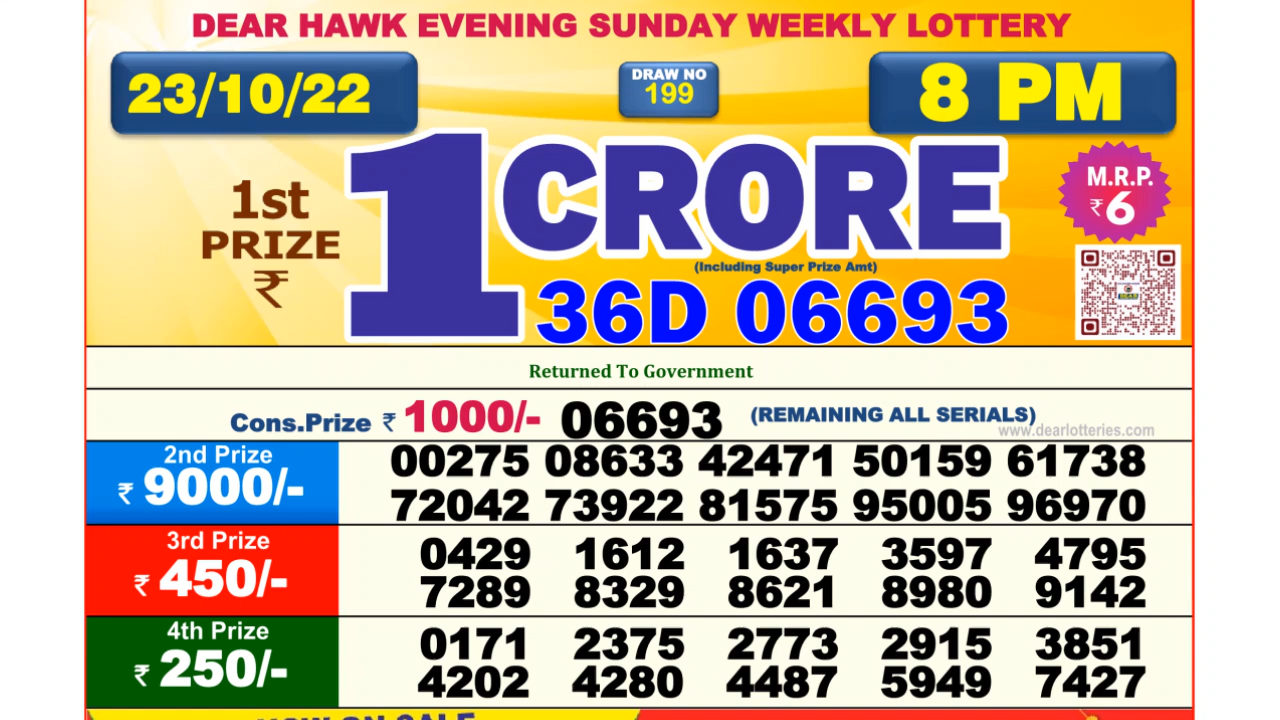 DEAR HAWK EVENING SUNDAY WEEKLY LOTTERY
23/10/22
DRAW NO
199
8 PM
1st
PRIZE
₹
1 CRORE
(Including Super Prize Amt)
36D 06693
M.R.P.
₹6
Returned To Government
Cons.Prize ₹ 1000/- 06693 (REMAINING ALL SERIALS)
www.dearlotteries.com
2nd Prize
₹ 9000/-
00275 08633 42471 50159 61738
72042 73922 81575 95005 96970
3rd Prize
₹ 450/-
0429 1612 1637 3597 4795
7289 8329 8621 8980 9142
4th Prize
₹ 250/-
0171 2375 2773 2915 3851
4202 4280 4487 5949 7427
NOW ON SALE